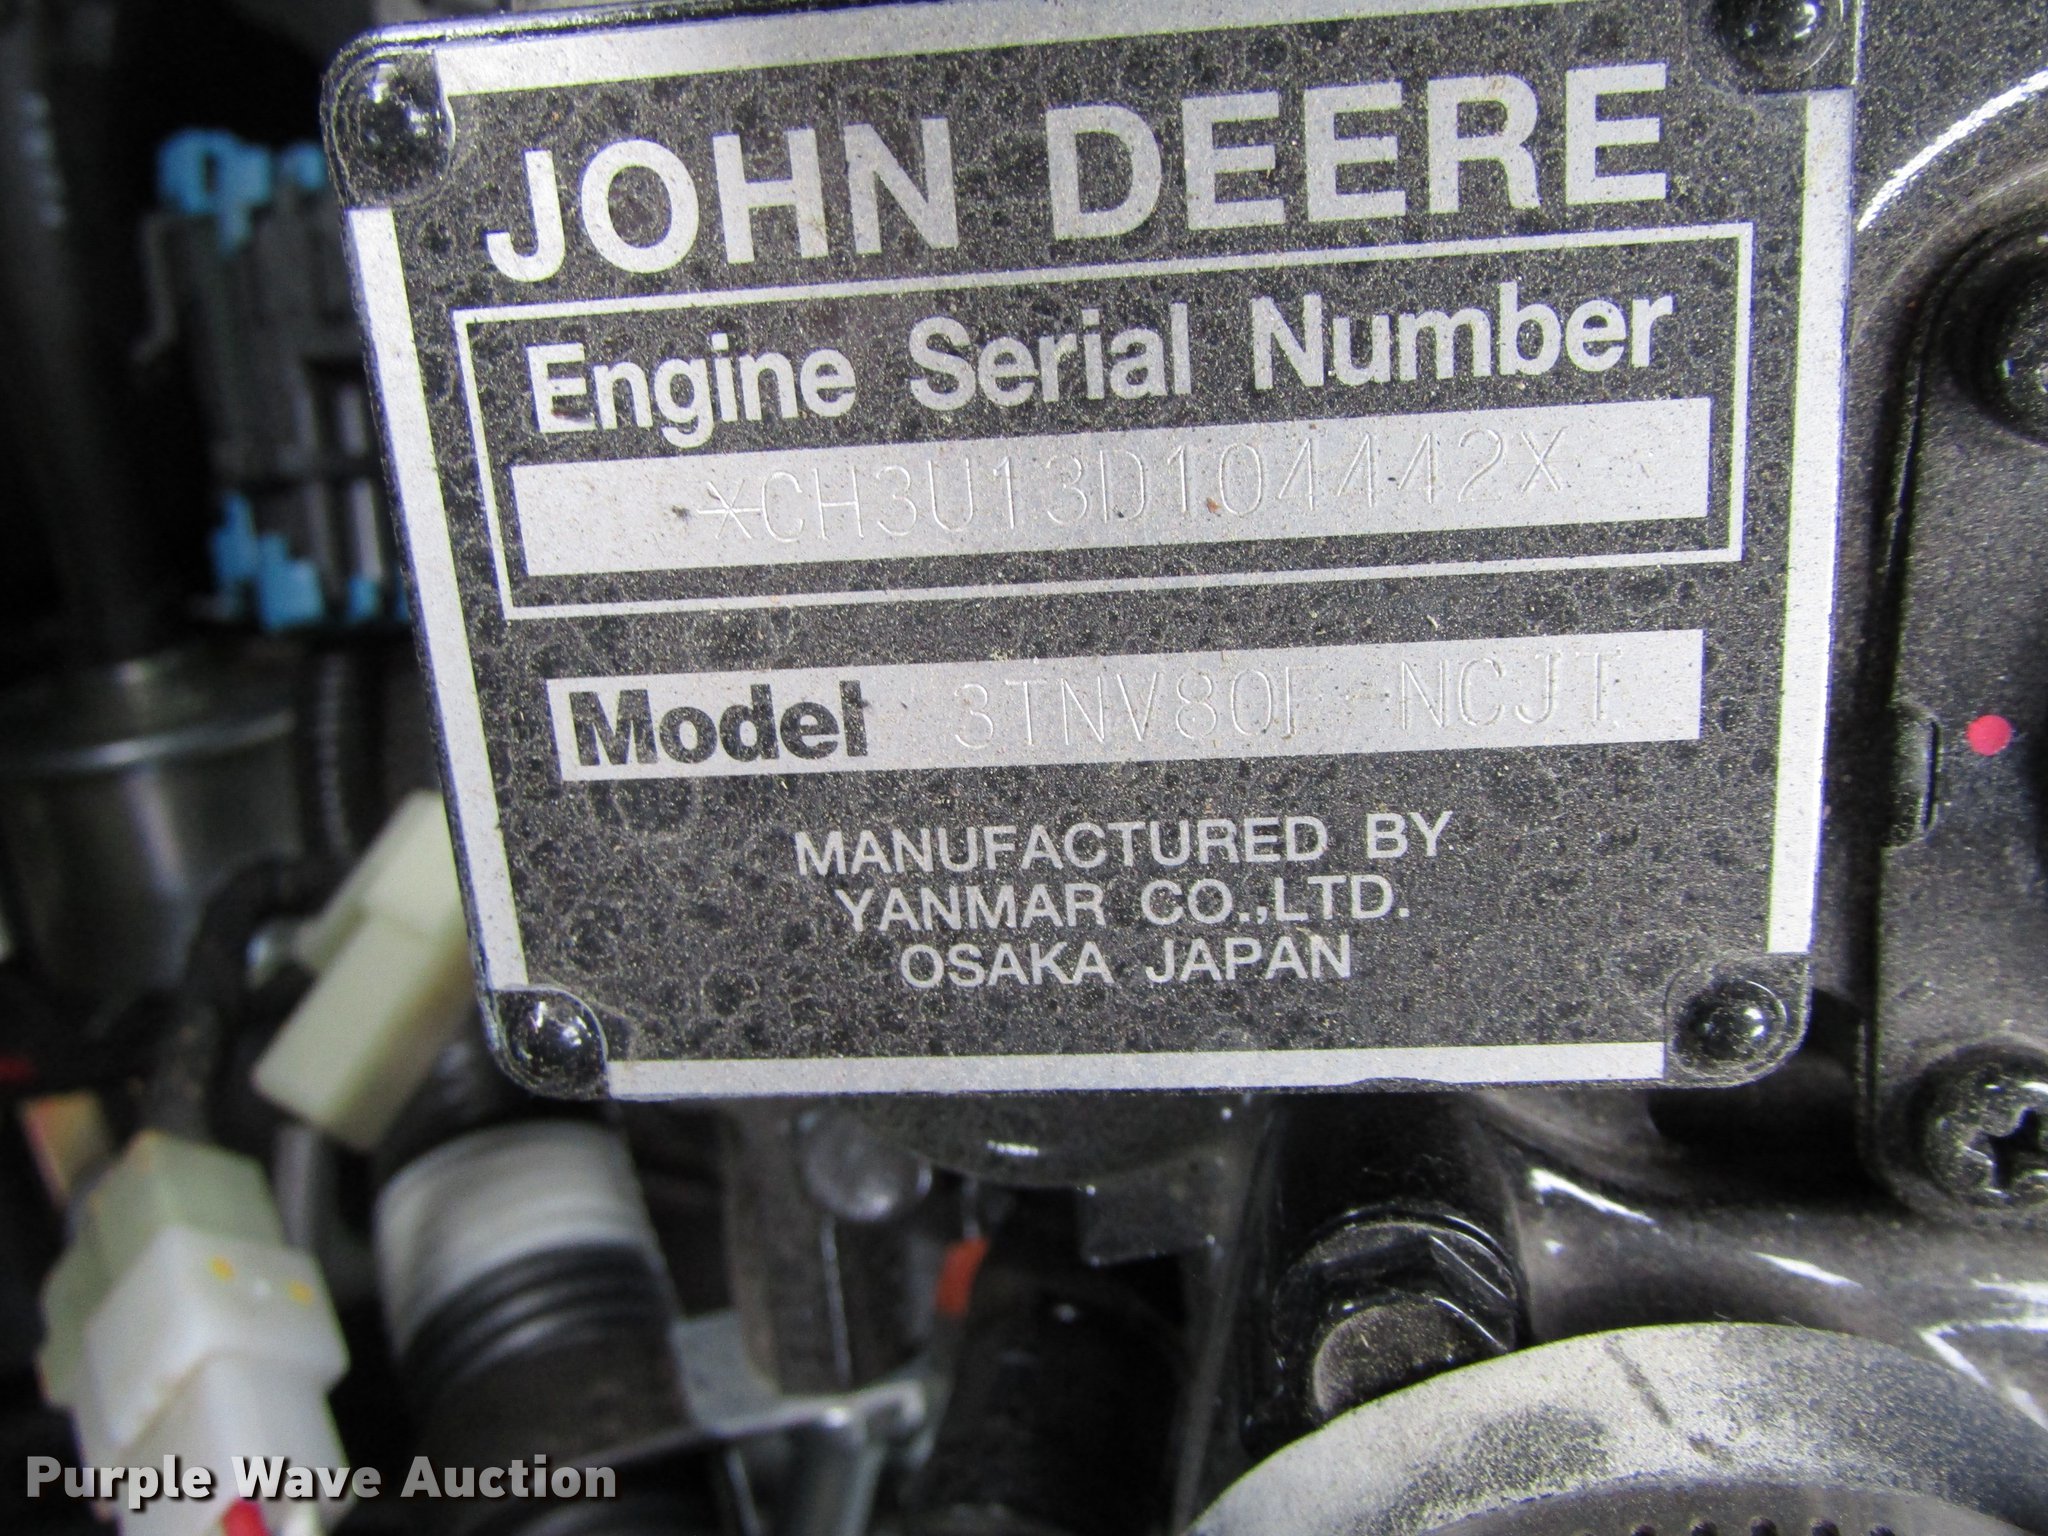 JOHN DEERE
Engine Serial Number
*CH3U13D104442X
Model 3TNV80F-NCJT
MANUFACTURED BY
YANMAR CO.,LTD.
OSAKA JAPAN
Purple Wave Auction